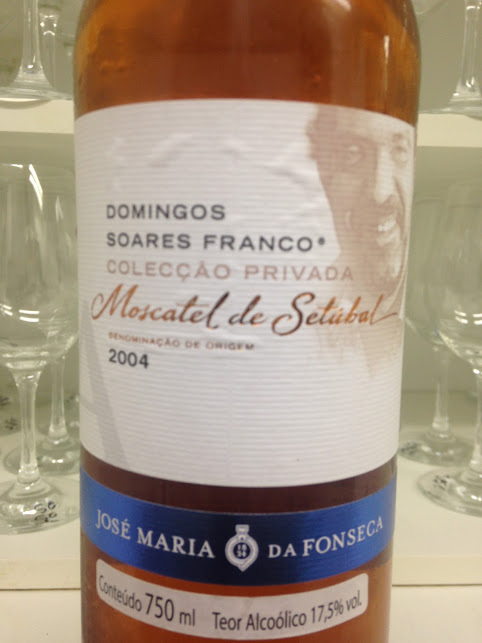 DOMINGOS
SOARES FRANCO®
COLECÇÃO PRIVADA
Moscatel de Setúbal
DENOMINAÇÃO DE ORIGEM
2004
JOSÉ MARIA DA FONSECA
Conteúdo 750 ml Teor Alcoólico 17,5% vol.